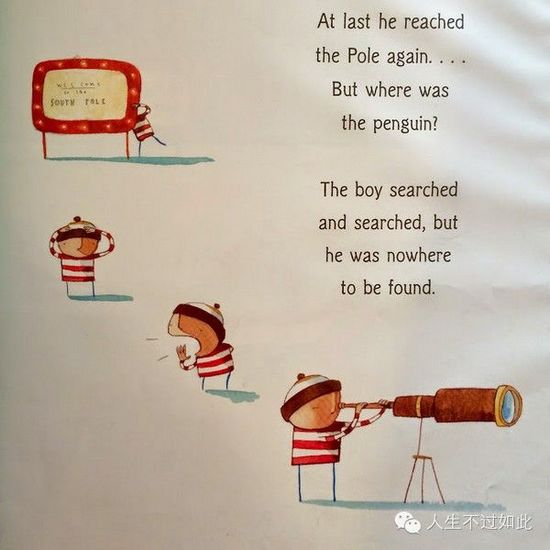 At last he reached
the Pole again. . . .
But where was
the penguin?
The boy searched
and searched, but
he was nowhere
to be found.
WELCOME
to the
SOUTH POLE
人生不过如此